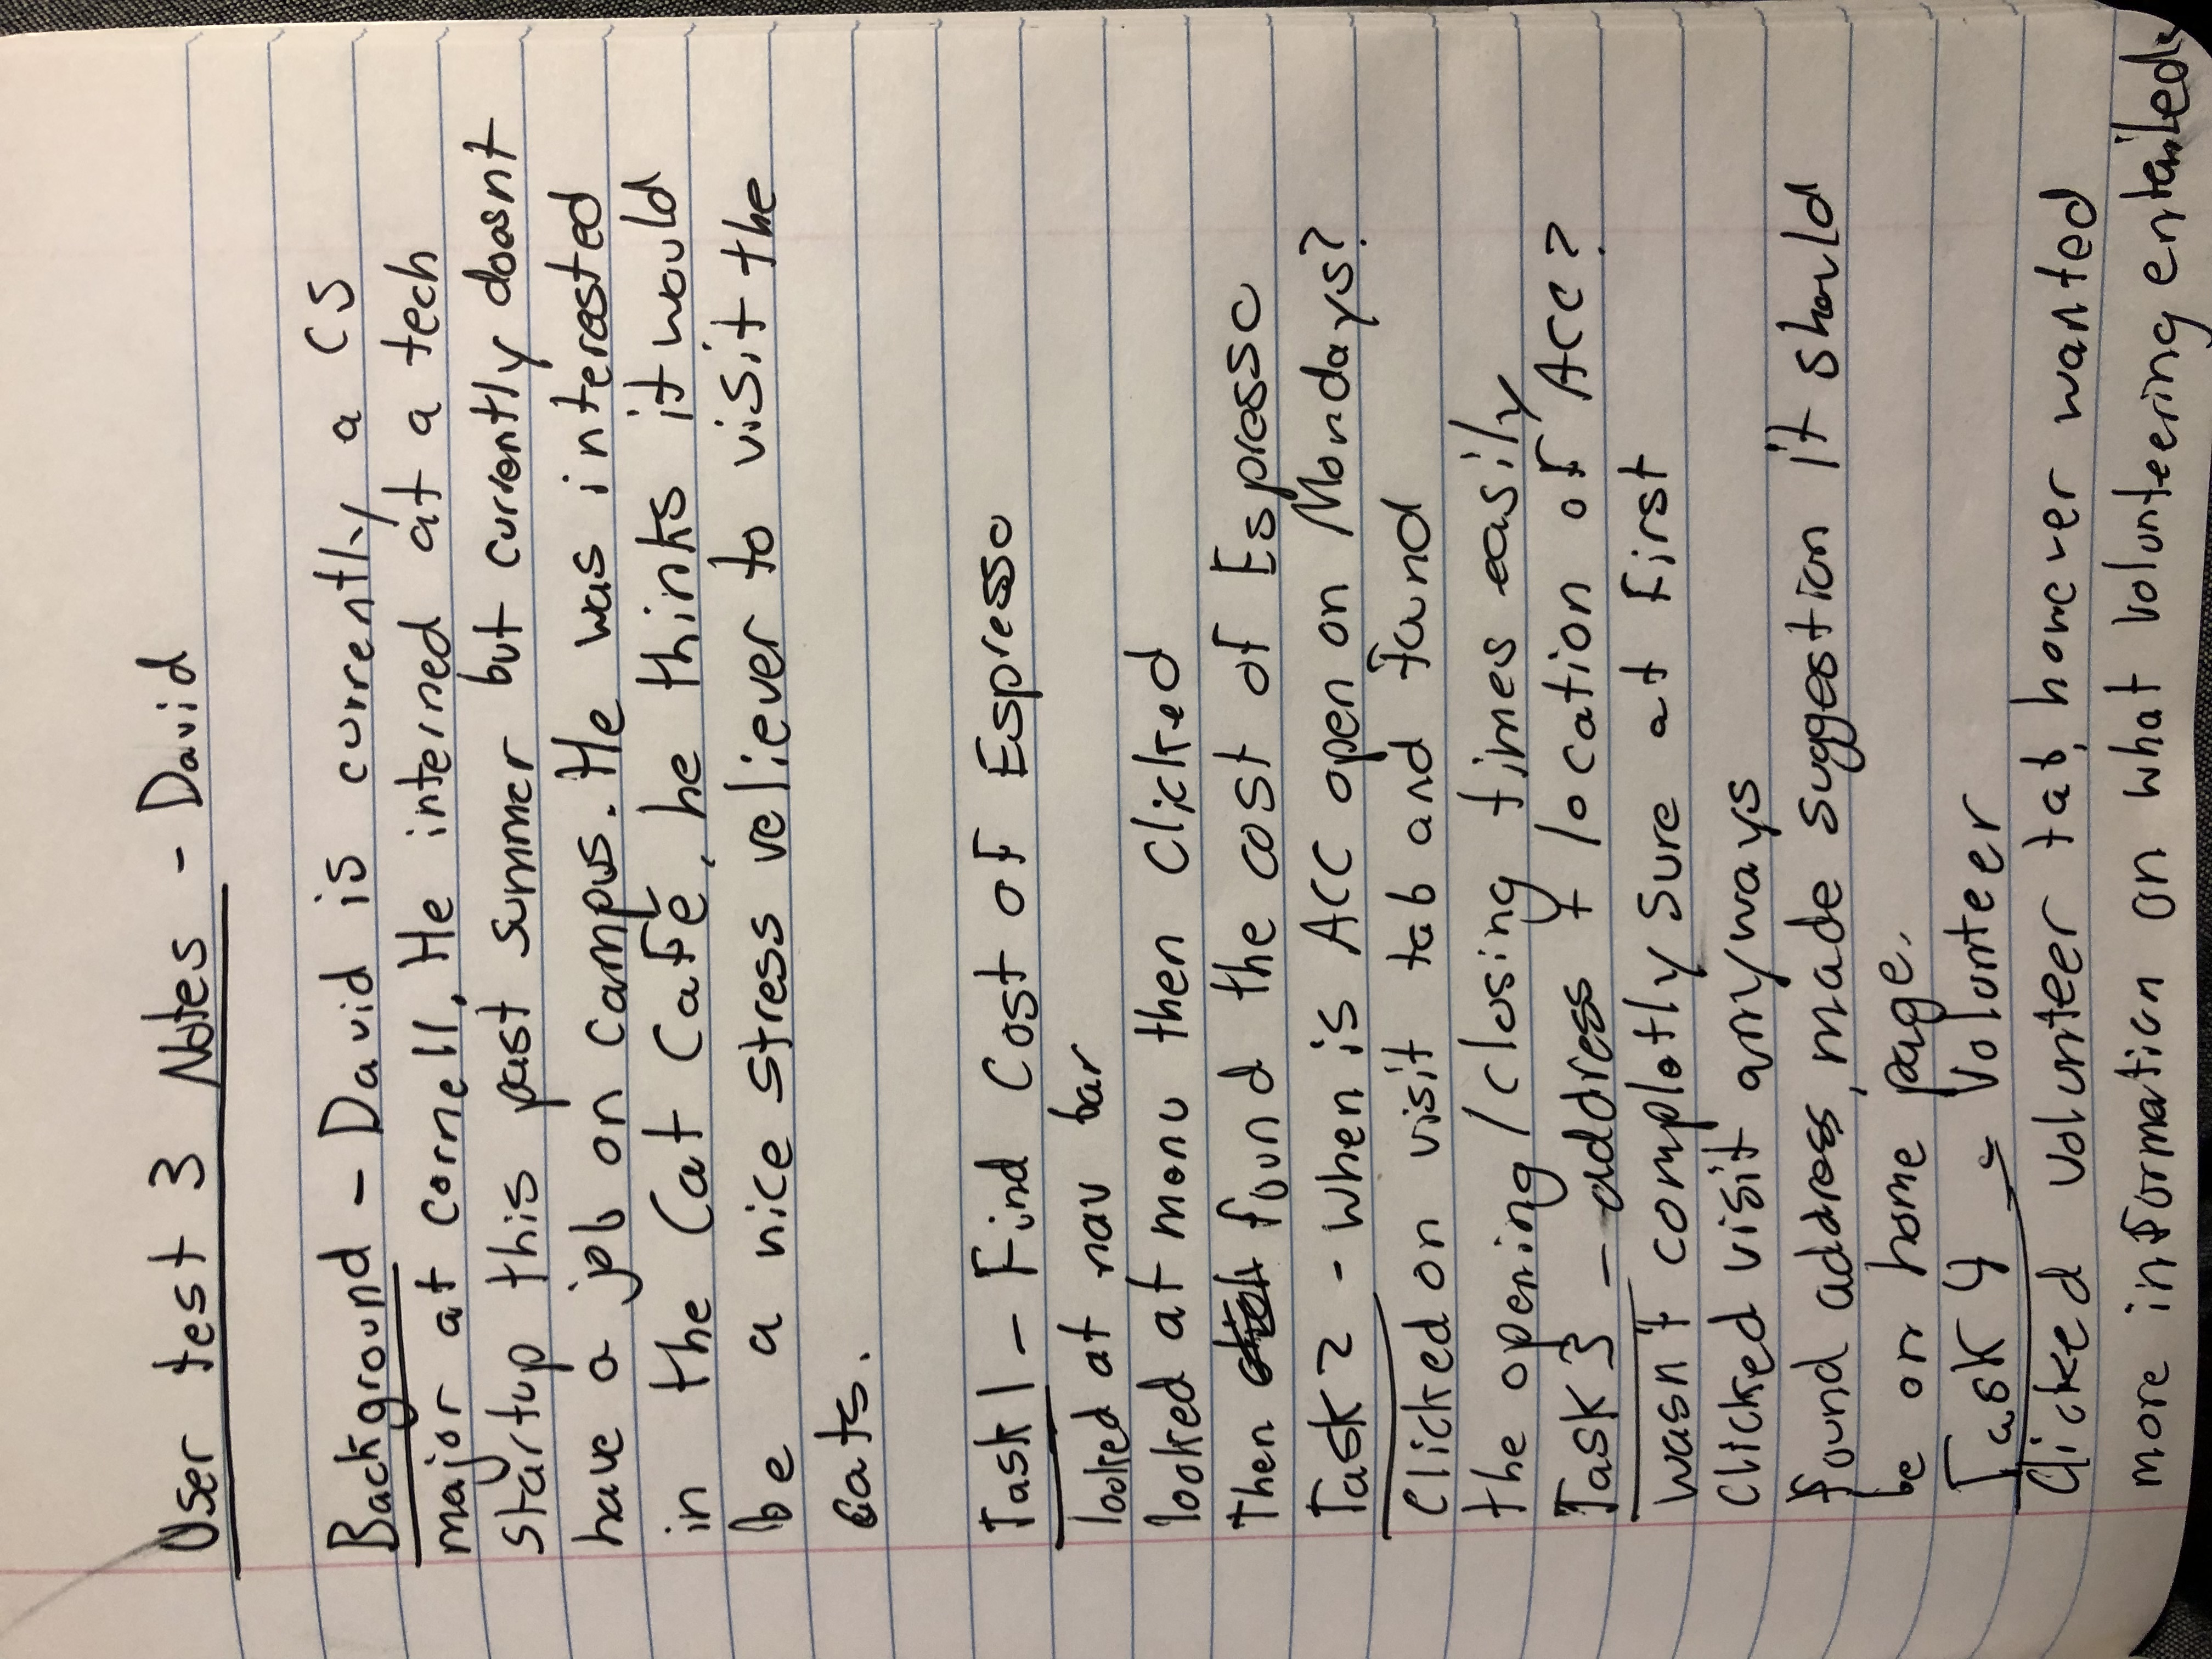 User test 3 Notes - David
Background - David is currently a CS
major at cornell. He interned at a tech
startup this past summer but currently doesnt
have a job on campus. He was interested
in the Cat Café, he thinks it would
be a nice stress reliever to visit the
cats.
Task 1 - Find Cost of Espresso
looked at nav bar
looked at menu then clicked
Then found the cost of Espresso
Task 2 - When is ACC open on Mondays?
Clicked on visit tab and found
the opening/closing times easily
Task 3 - address + location of ACC?
wasn't completly sure at first
Clicked visit anyways
found address, made suggestion it should
be on home page.
Task 4 - Volunteer
Clicked volunteer tab, however wanted
more information on what volunteering entailed.